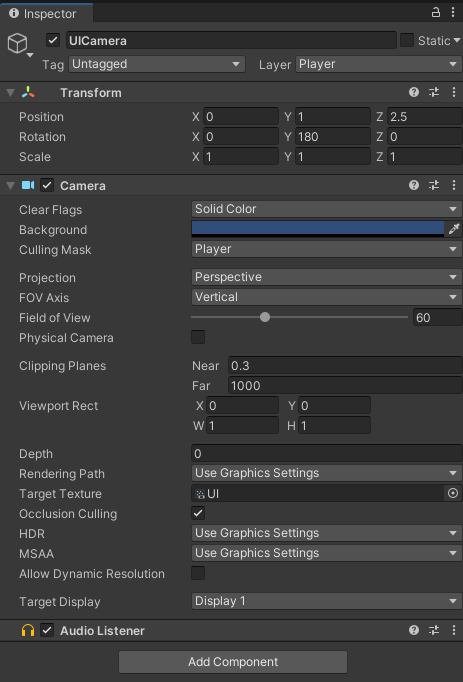 Inspector
UICamera Static
Tag Untagged Layer Player
Transform
Position X 0 Y 1 Z 2.5
Rotation X 0 Y 180 Z 0
Scale X 1 Y 1 Z 1
Camera
Clear Flags Solid Color
Background
Culling Mask Player
Projection Perspective
FOV Axis Vertical
Field of View 60
Physical Camera
Clipping Planes Near 0.3
Far 1000
Viewport Rect X 0 Y 0
W 1 H 1
Depth 0
Rendering Path Use Graphics Settings
Target Texture UI
Occlusion Culling
HDR Use Graphics Settings
MSAA Use Graphics Settings
Allow Dynamic Resolution
Target Display Display 1
Audio Listener
Add Component